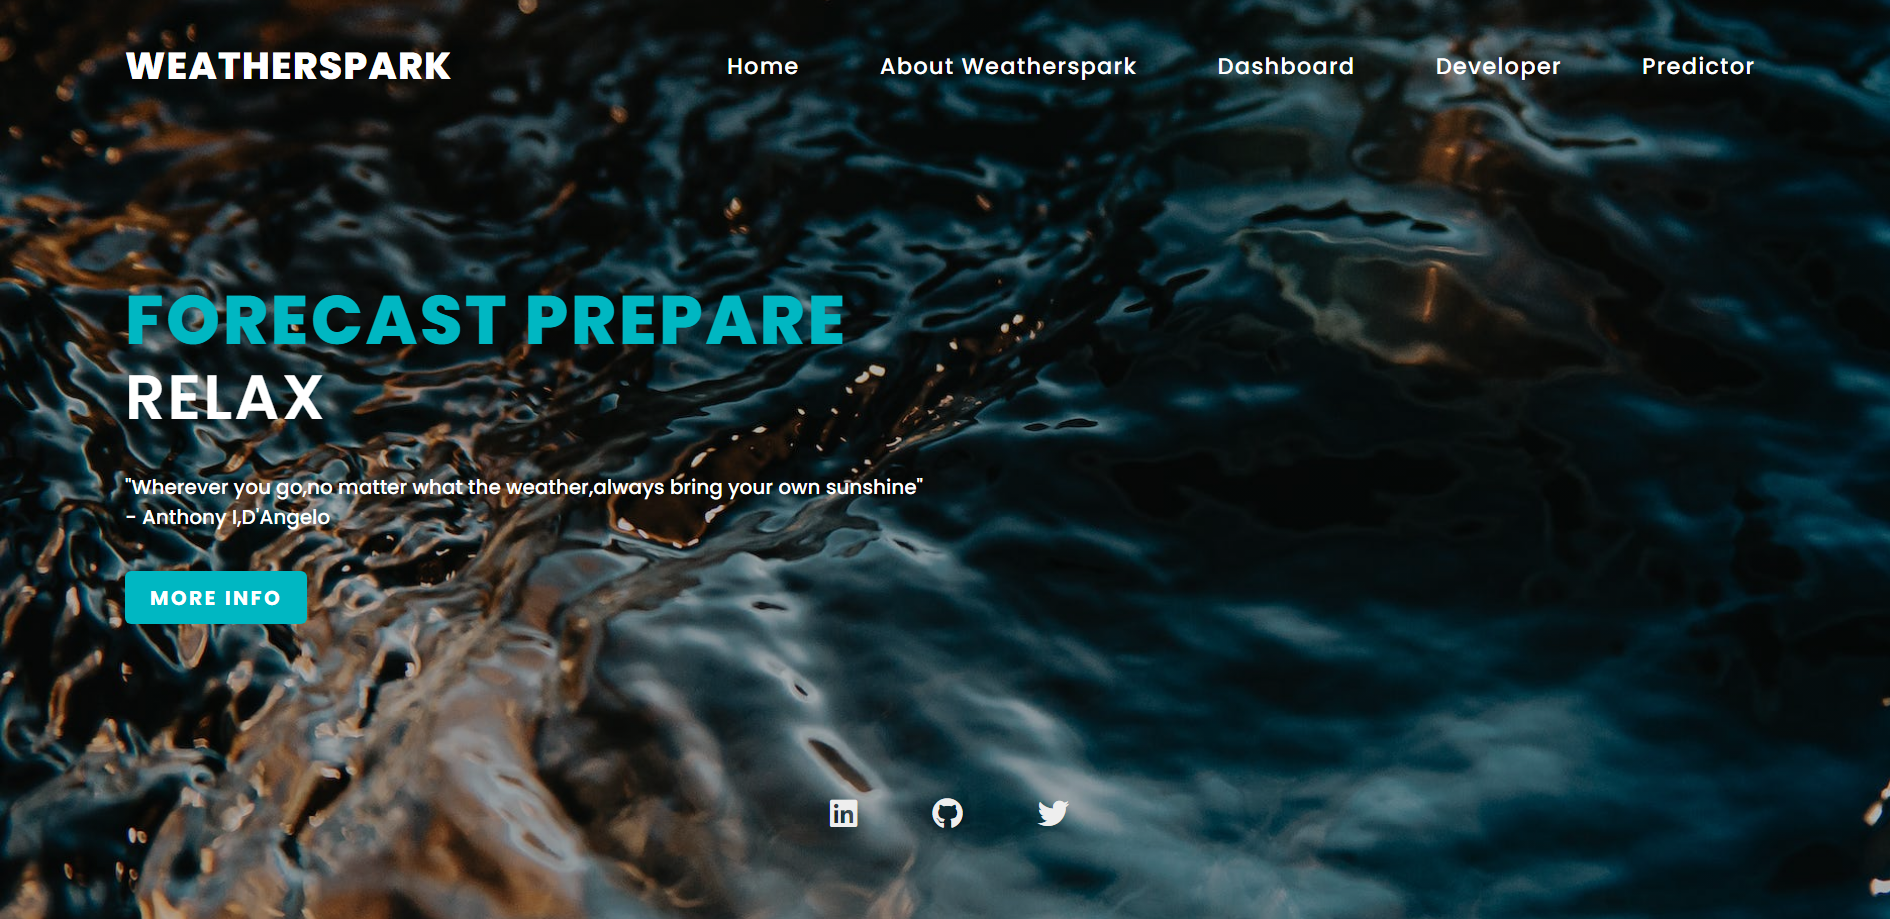 WEATHERSPARK
Home About Weatherspark Dashboard Developer Predictor
FORECAST PREPARE
RELAX
"Wherever you go,no matter what the weather,always bring your own sunshine"
- Anthony I,D'Angelo
MORE INFO
in